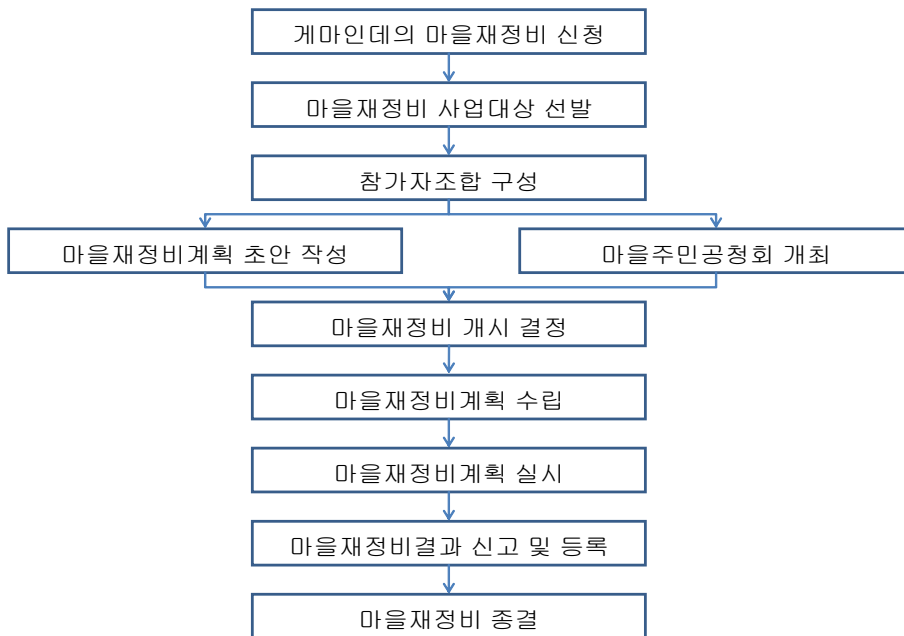 게마인데의 마을재정비 신청
마을재정비 사업대상 선발
참가자조합 구성
마을재정비계획 초안 작성
마을주민공청회 개최
마을재정비 개시 결정
마을재정비계획 수립
마을재정비계획 실시
마을재정비결과 신고 및 등록
마을재정비 종결